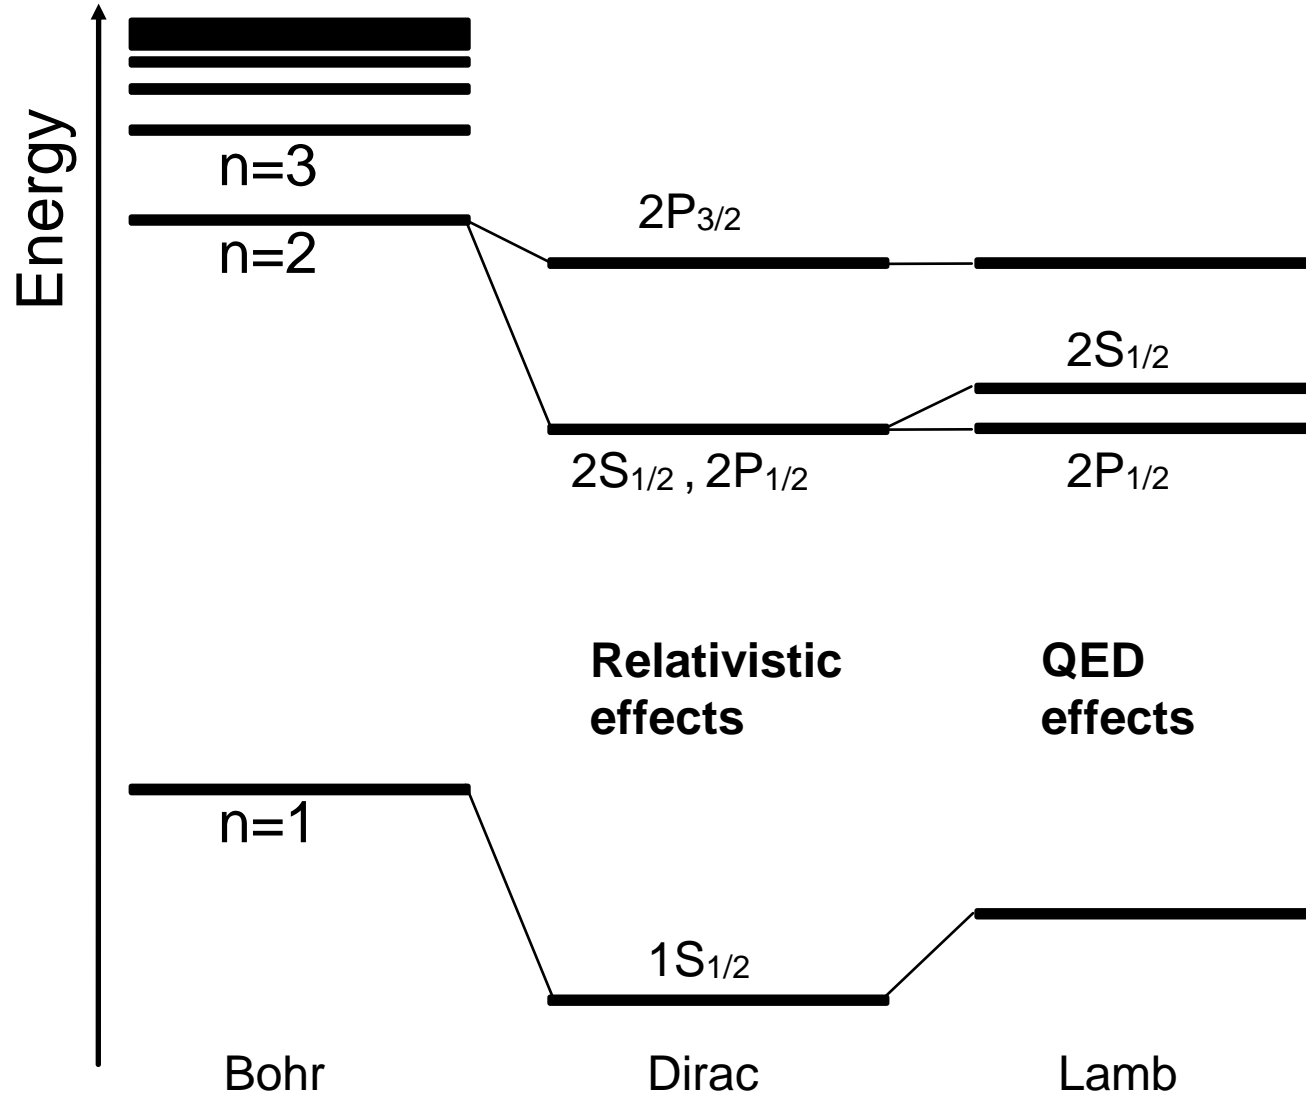 Energy
n=3
n=2
n=1
2P3/2
2S1/2 , 2P1/2
2S1/2
2P1/2
Relativistic
effects
QED
effects
1S1/2
Bohr
Dirac
Lamb